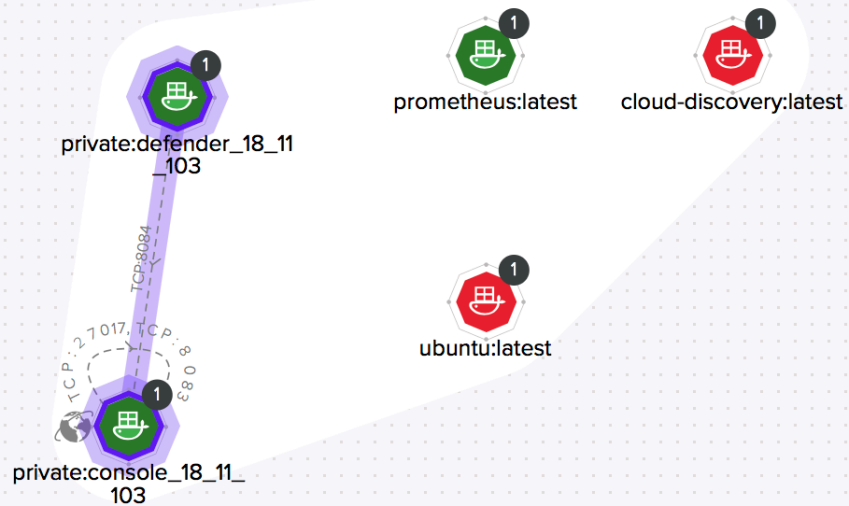 1
1
1
prometheus:latest
cloud-discovery:latest
private:defender_18_11
_103
TCP:8084
1
ubuntu:latest
TCP:27017, TCP:8083
1
private:console_18_11_
103